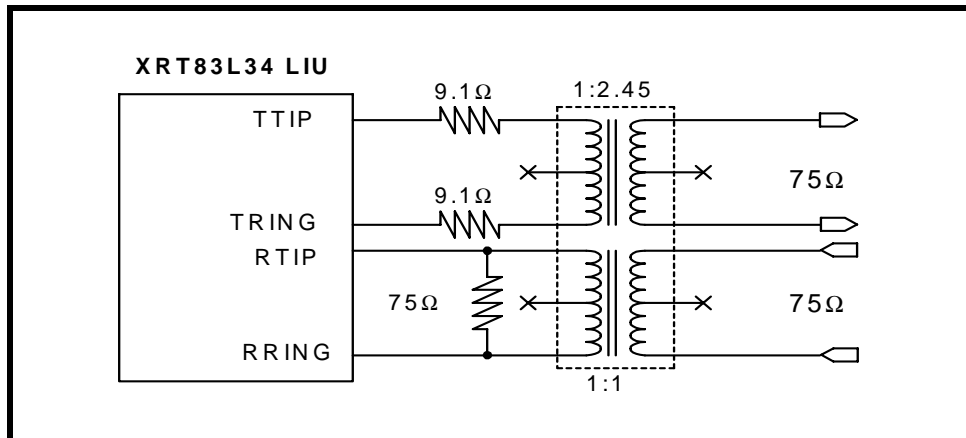 XRT83L34 LIU
9.1Ω
1:2.45
TTIP
75Ω
9.1Ω
TRING
RTIP
75Ω
75Ω
RRING
1:1